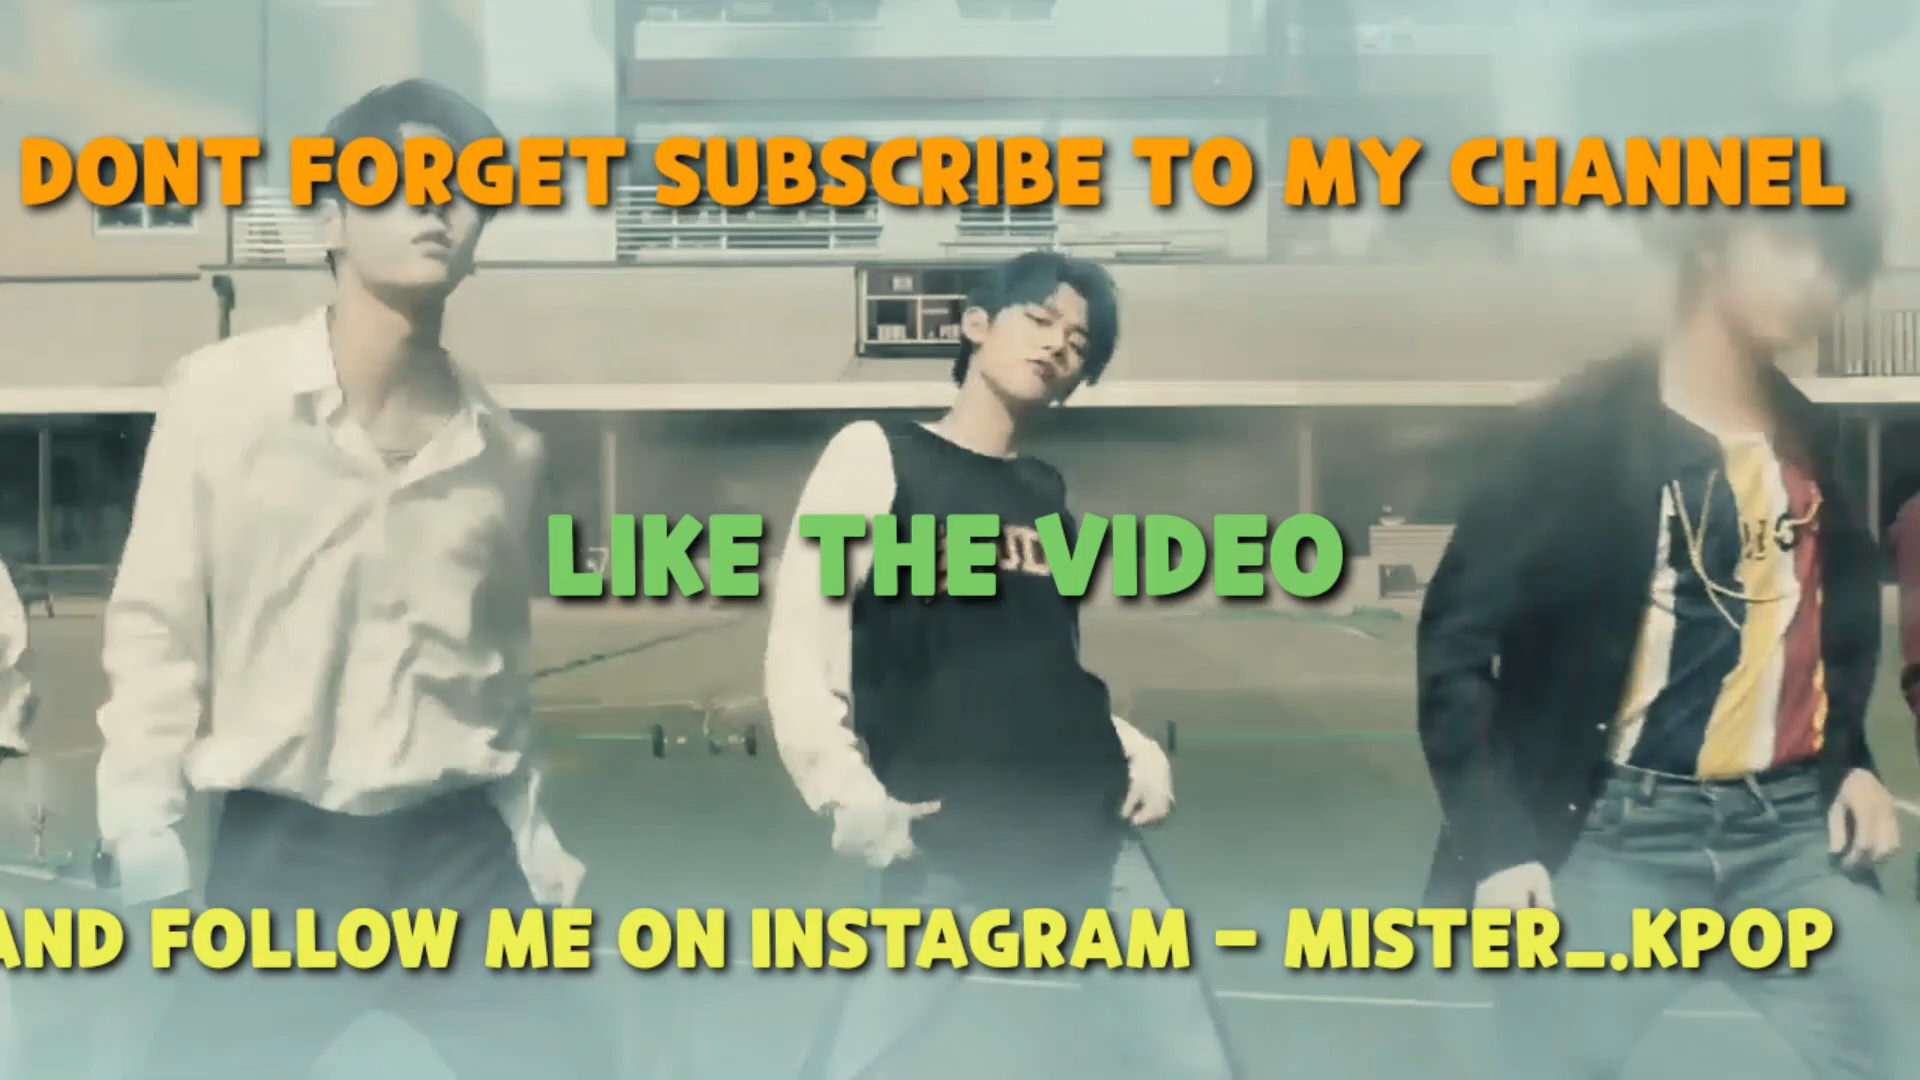 DONT FORGET SUBSCRIBE TO MY CHANNEL
LIKE THE VIDEO
AND FOLLOW ME ON INSTAGRAM - MISTER_.KPOP